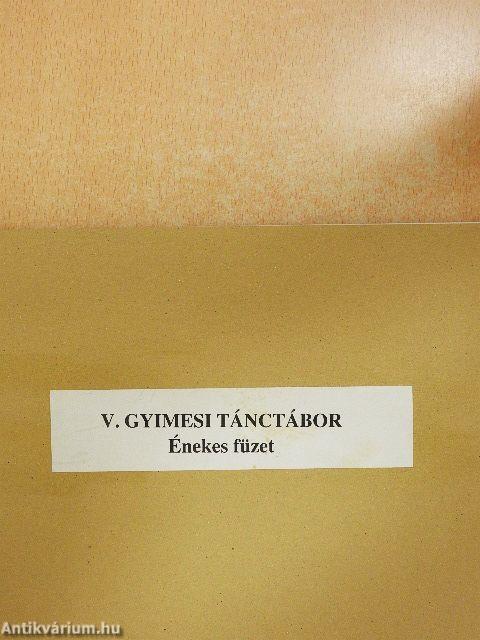 V. GYIMESI TÁNCTÁBOR
Énekes füzet
Antikvárium.hu